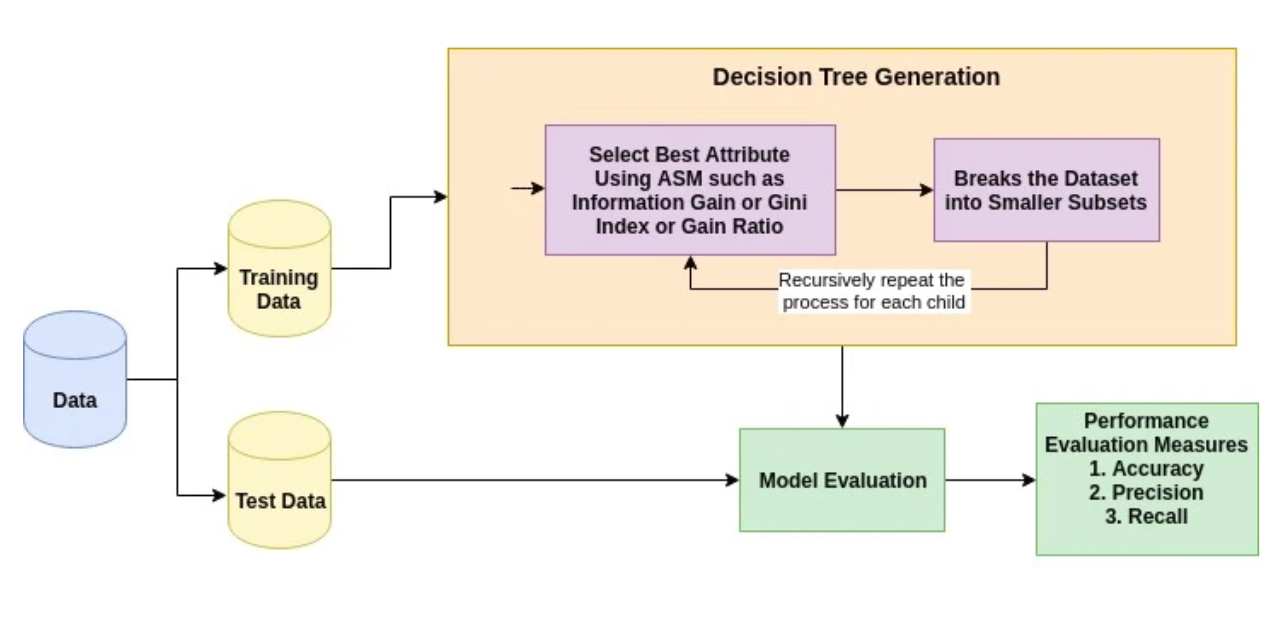 Decision Tree Generation
Select Best Attribute
Using ASM such as
Information Gain or Gini
Index or Gain Ratio
Breaks the Dataset
into Smaller Subsets
Recursively repeat the
process for each child
Training
Data
Data
Test Data
Model Evaluation
Performance
Evaluation Measures
1. Accuracy
2. Precision
3. Recall